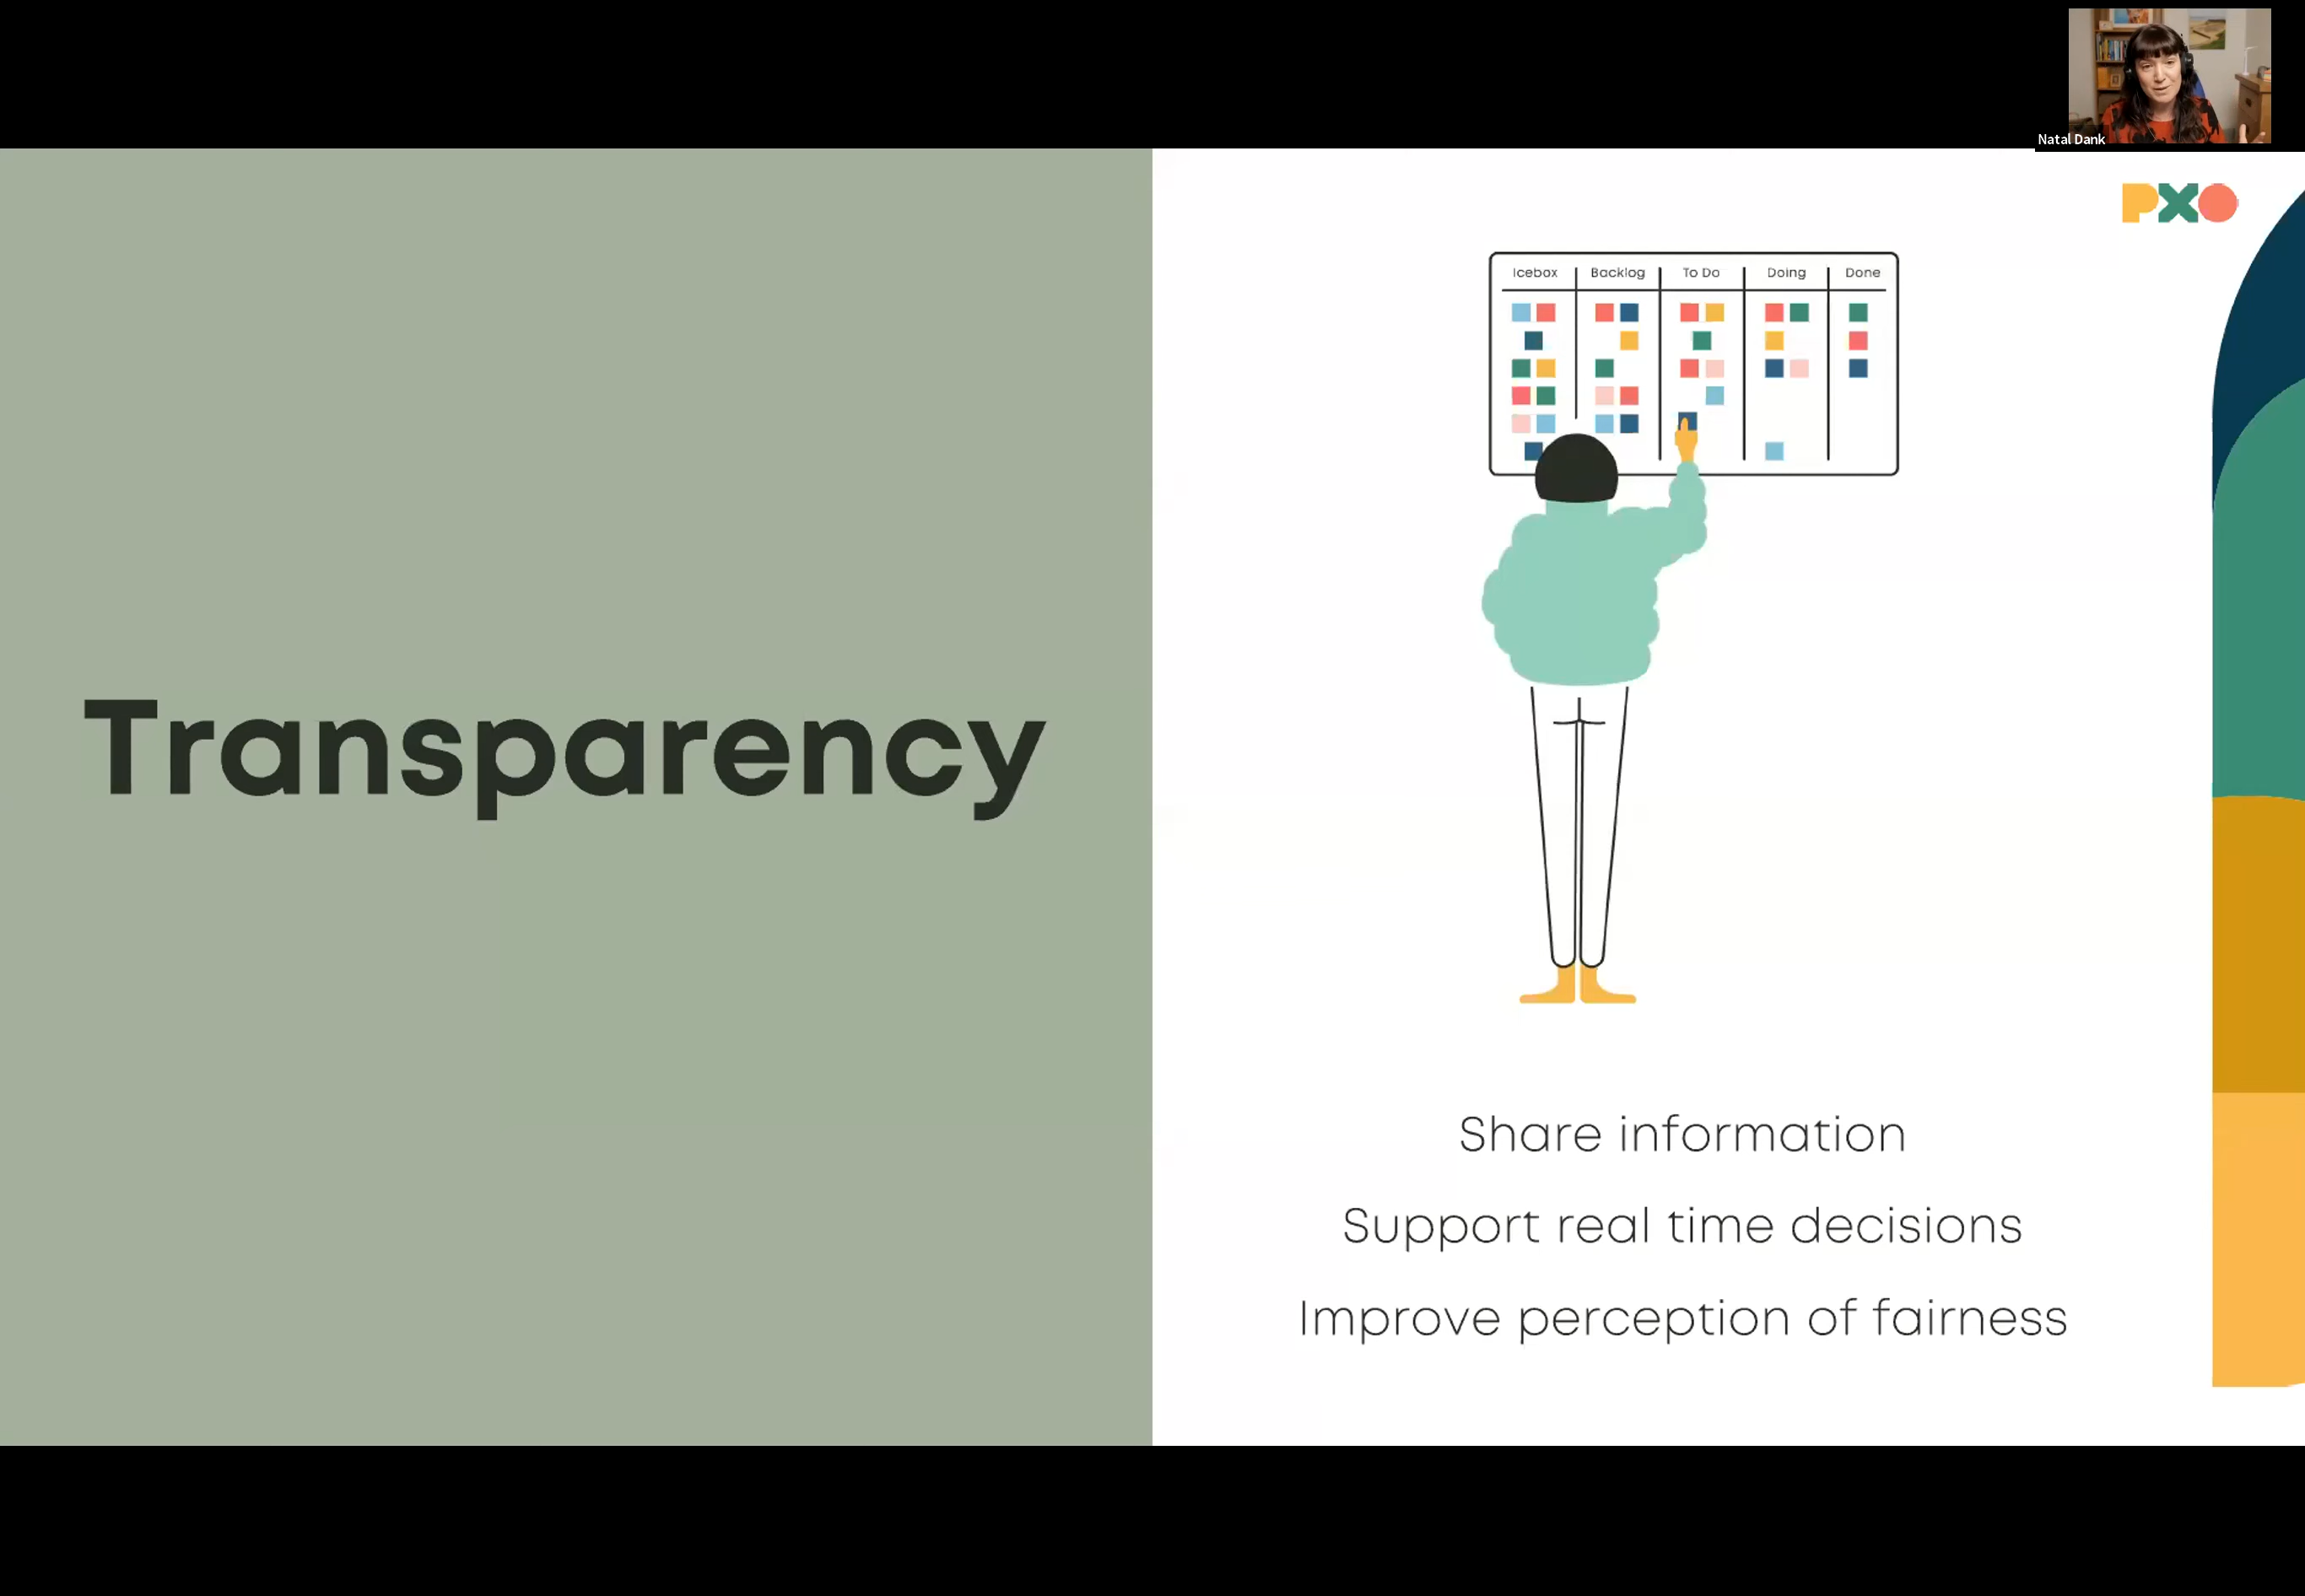 Natal Dank
PXO
Icebox Backlog To Do Doing Done
Transparency
Share information
Support real time decisions
Improve perception of fairness